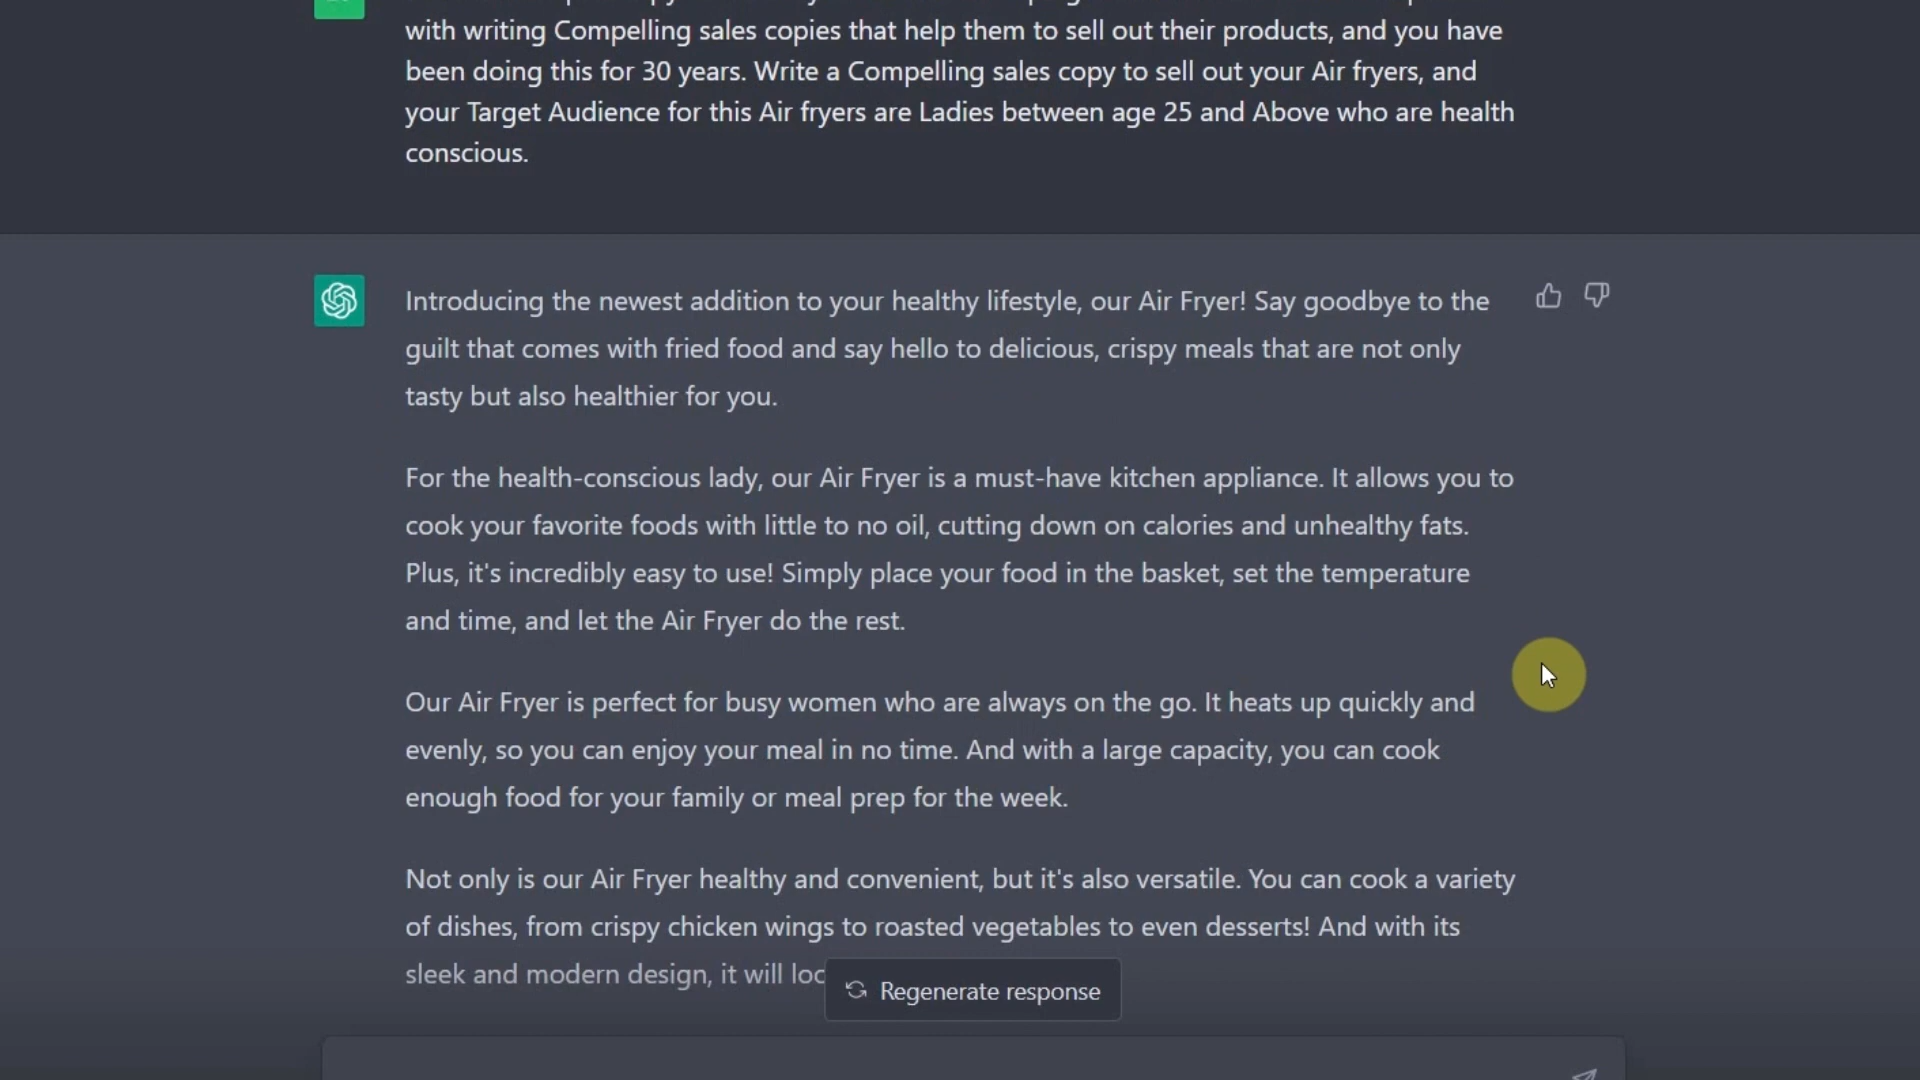 with writing Compelling sales copies that help them to sell out their products, and you have
been doing this for 30 years. Write a Compelling sales copy to sell out your Air fryers, and
your Target Audience for this Air fryers are Ladies between age 25 and Above who are health
conscious.
Introducing the newest addition to your healthy lifestyle, our Air Fryer! Say goodbye to the
guilt that comes with fried food and say hello to delicious, crispy meals that are not only
tasty but also healthier for you.
For the health-conscious lady, our Air Fryer is a must-have kitchen appliance. It allows you to
cook your favorite foods with little to no oil, cutting down on calories and unhealthy fats.
Plus, it's incredibly easy to use! Simply place your food in the basket, set the temperature
and time, and let the Air Fryer do the rest.
Our Air Fryer is perfect for busy women who are always on the go. It heats up quickly and
evenly, so you can enjoy your meal in no time. And with a large capacity, you can cook
enough food for your family or meal prep for the week.
Not only is our Air Fryer healthy and convenient, but it's also versatile. You can cook a variety
of dishes, from crispy chicken wings to roasted vegetables to even desserts! And with its
sleek and modern design, it will
Regenerate response